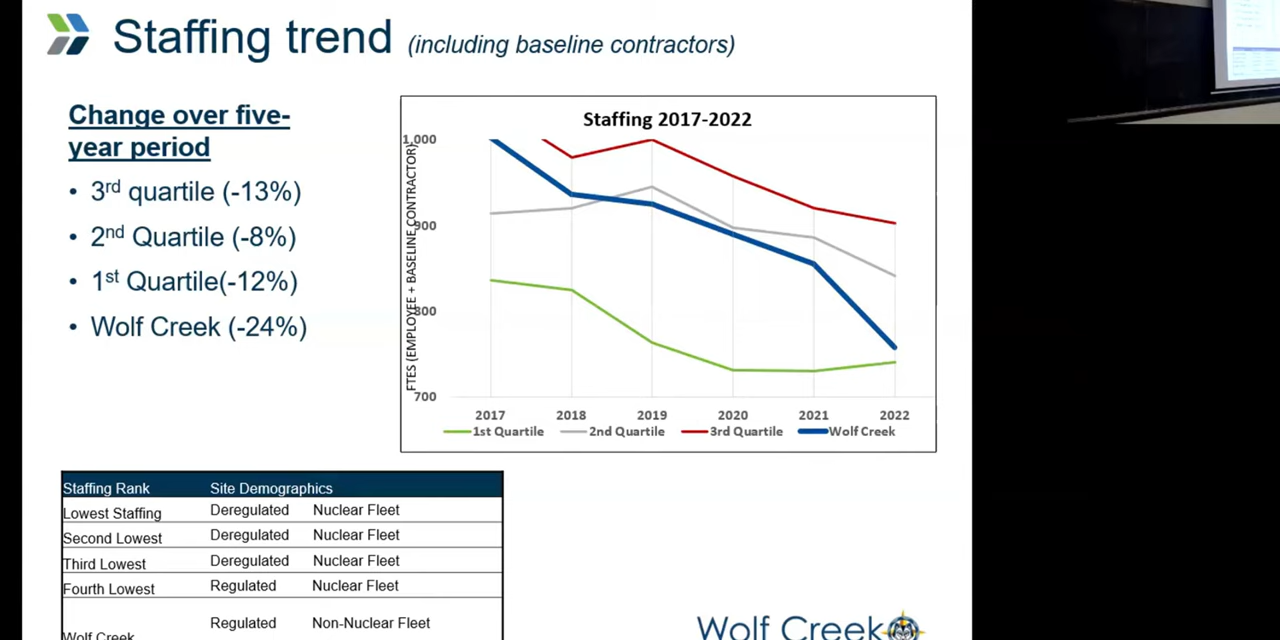 Staffing trend (including baseline contractors)
Change over five-
year period
• 3rd quartile (-13%)
• 2nd Quartile (-8%)
• 1st Quartile(-12%)
• Wolf Creek (-24%)
Staffing 2017-2022
FTES (EMPLOYEE + BASELINE CONTRACTOR)
1,000
900
800
700
2017 2018 2019 2020 2021 2022
1st Quartile 2nd Quartile 3rd Quartile Wolf Creek
Staffing Rank Site Demographics
Lowest Staffing Deregulated Nuclear Fleet
Second Lowest Deregulated Nuclear Fleet
Third Lowest Deregulated Nuclear Fleet
Fourth Lowest Regulated Nuclear Fleet
Wolf Creek Regulated Non-Nuclear Fleet
Wolf Creek